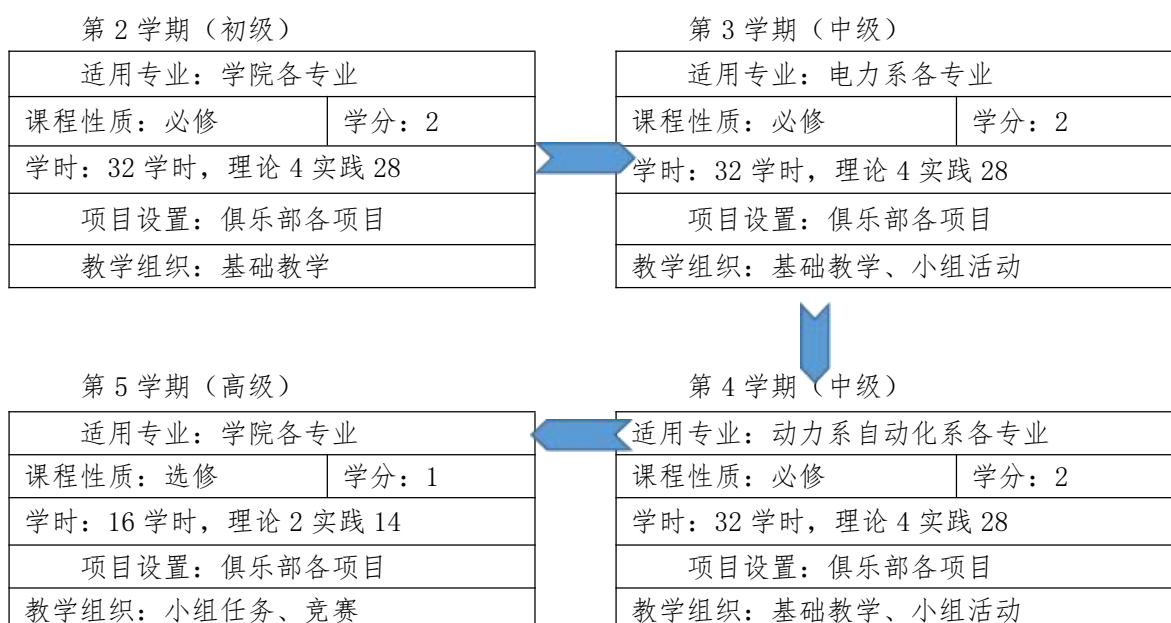 第 2 学期（初级）
适用专业：学院各专业
课程性质：必修
学分：2
学时：32 学时，理论 4 实践 28
项目设置：俱乐部各项目
教学组织：基础教学
第 3 学期（中级）
适用专业：电力系各专业
课程性质：必修
学分：2
学时：32 学时，理论 4 实践 28
项目设置：俱乐部各项目
教学组织：基础教学、小组活动
第 4 学期（中级）
适用专业：动力系自动化系各专业
课程性质：必修
学分：2
学时：32 学时，理论 4 实践 28
项目设置：俱乐部各项目
教学组织：基础教学、小组活动
第 5 学期（高级）
适用专业：学院各专业
课程性质：选修
学分：1
学时：16 学时，理论 2 实践 14
项目设置：俱乐部各项目
教学组织：小组任务、竞赛